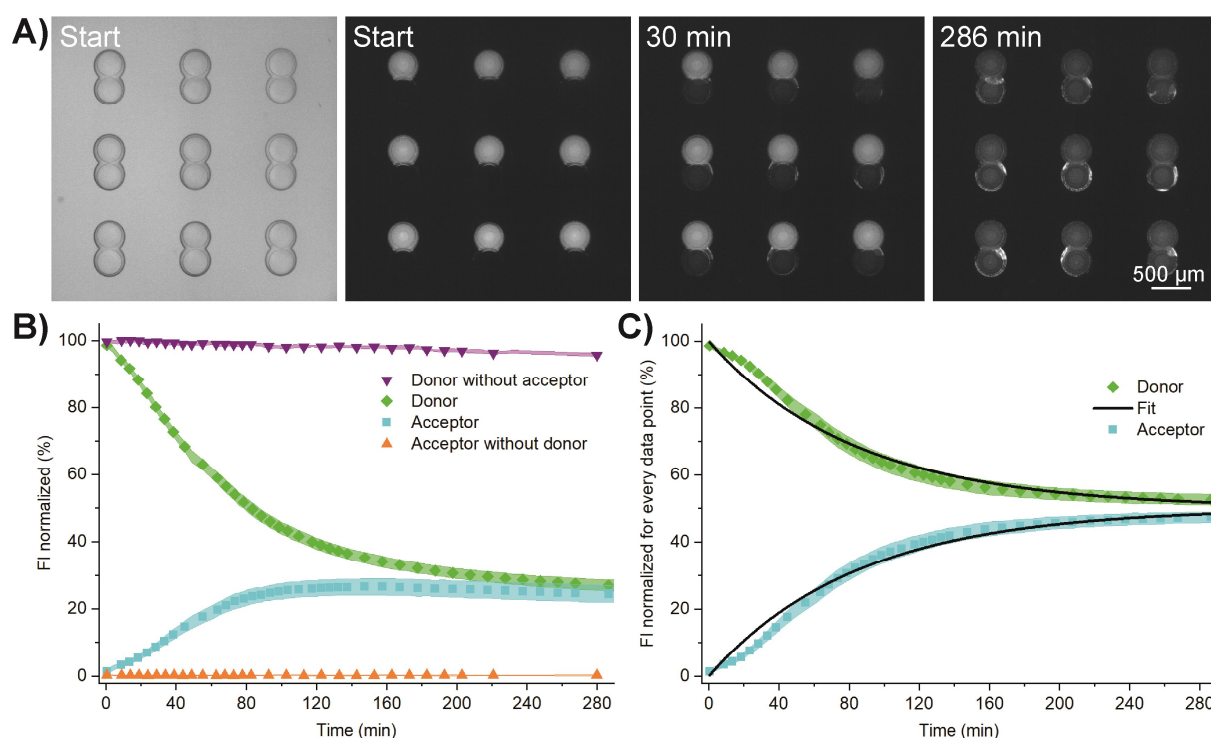 A)
Start
Start
30 min
286 min
500 µm
B)
100
80
60
40
20
0
FI normalized (%)
Donor without acceptor
Donor
Acceptor
Acceptor without donor
0 40 80 120 160 200 240 280
Time (min)
C)
100
80
60
40
20
0
FI normalized for every data point (%)
Donor
Fit
Acceptor
0 40 80 120 160 200 240 280
Time (min)